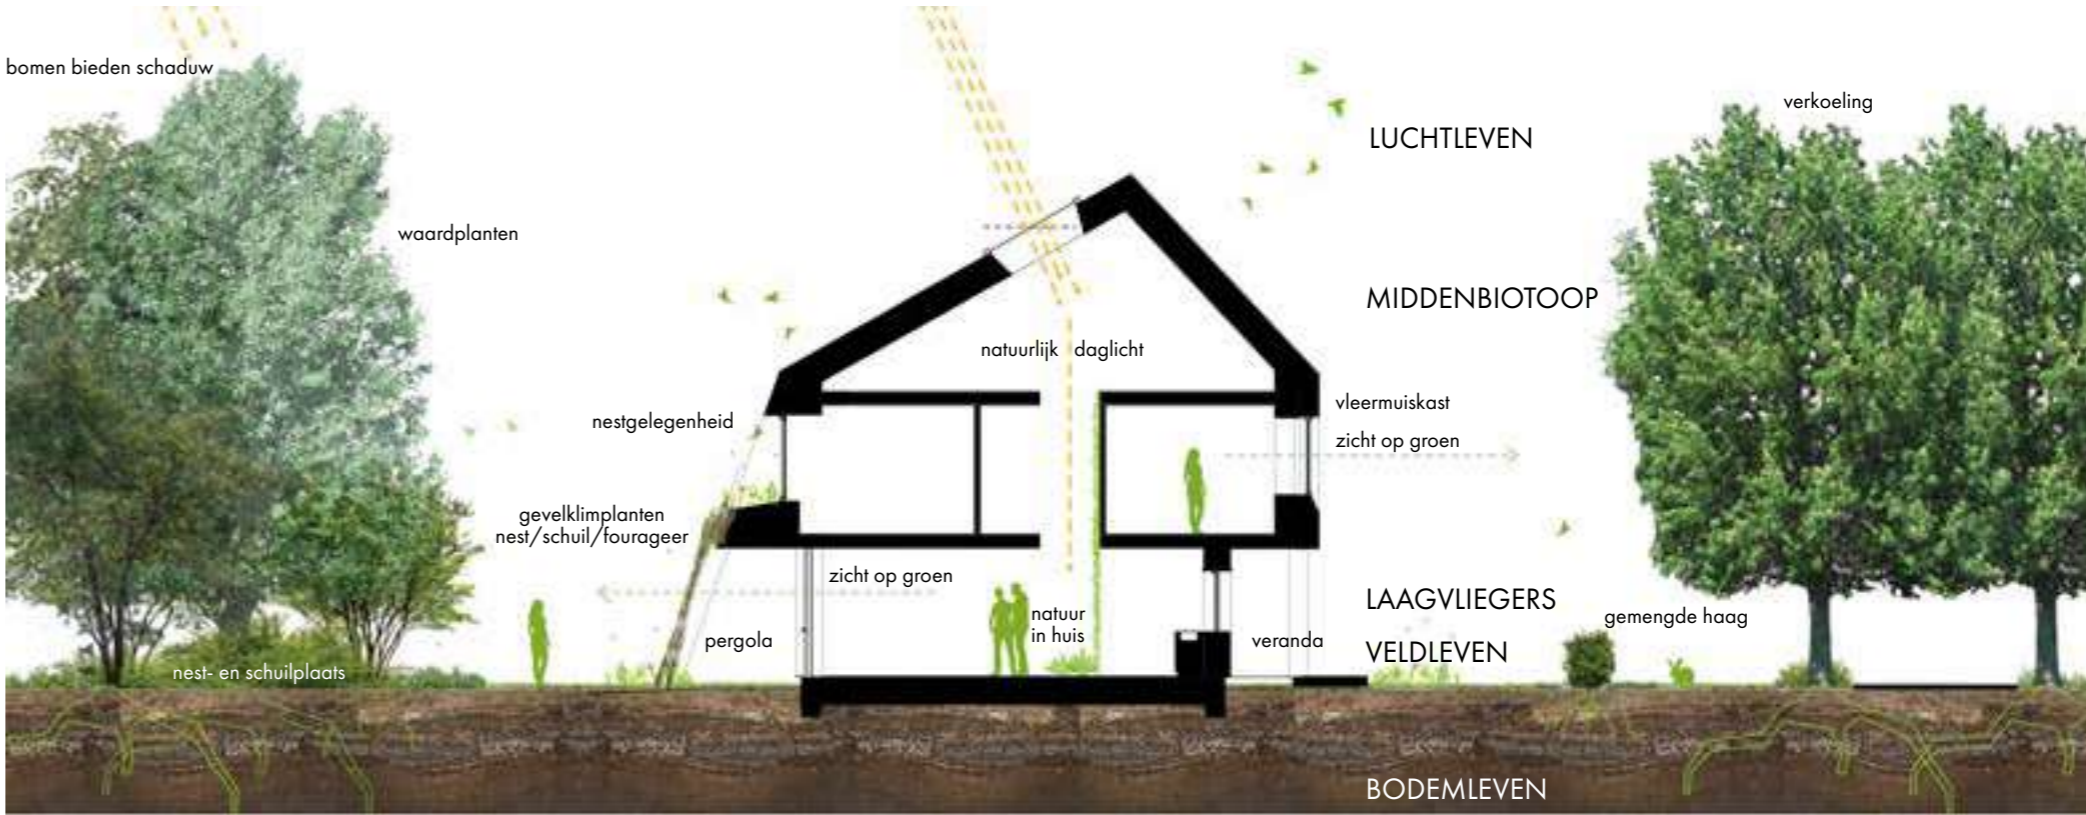 bomen bieden schaduw
verkoeling
LUCHTLEVEN
waardplanten
MIDDENBIOTOOP
natuurlijk daglicht
vleermuiskast
nestgelegenheid
zicht op groen
gevelklimplanten
nest/schuil/fourageer
zicht op groen
LAAGVLIEGERS
natuur
in huis
gemengde haag
pergola
veranda
VELDLEVEN
nest- en schuilplaats
BODEMLEVEN